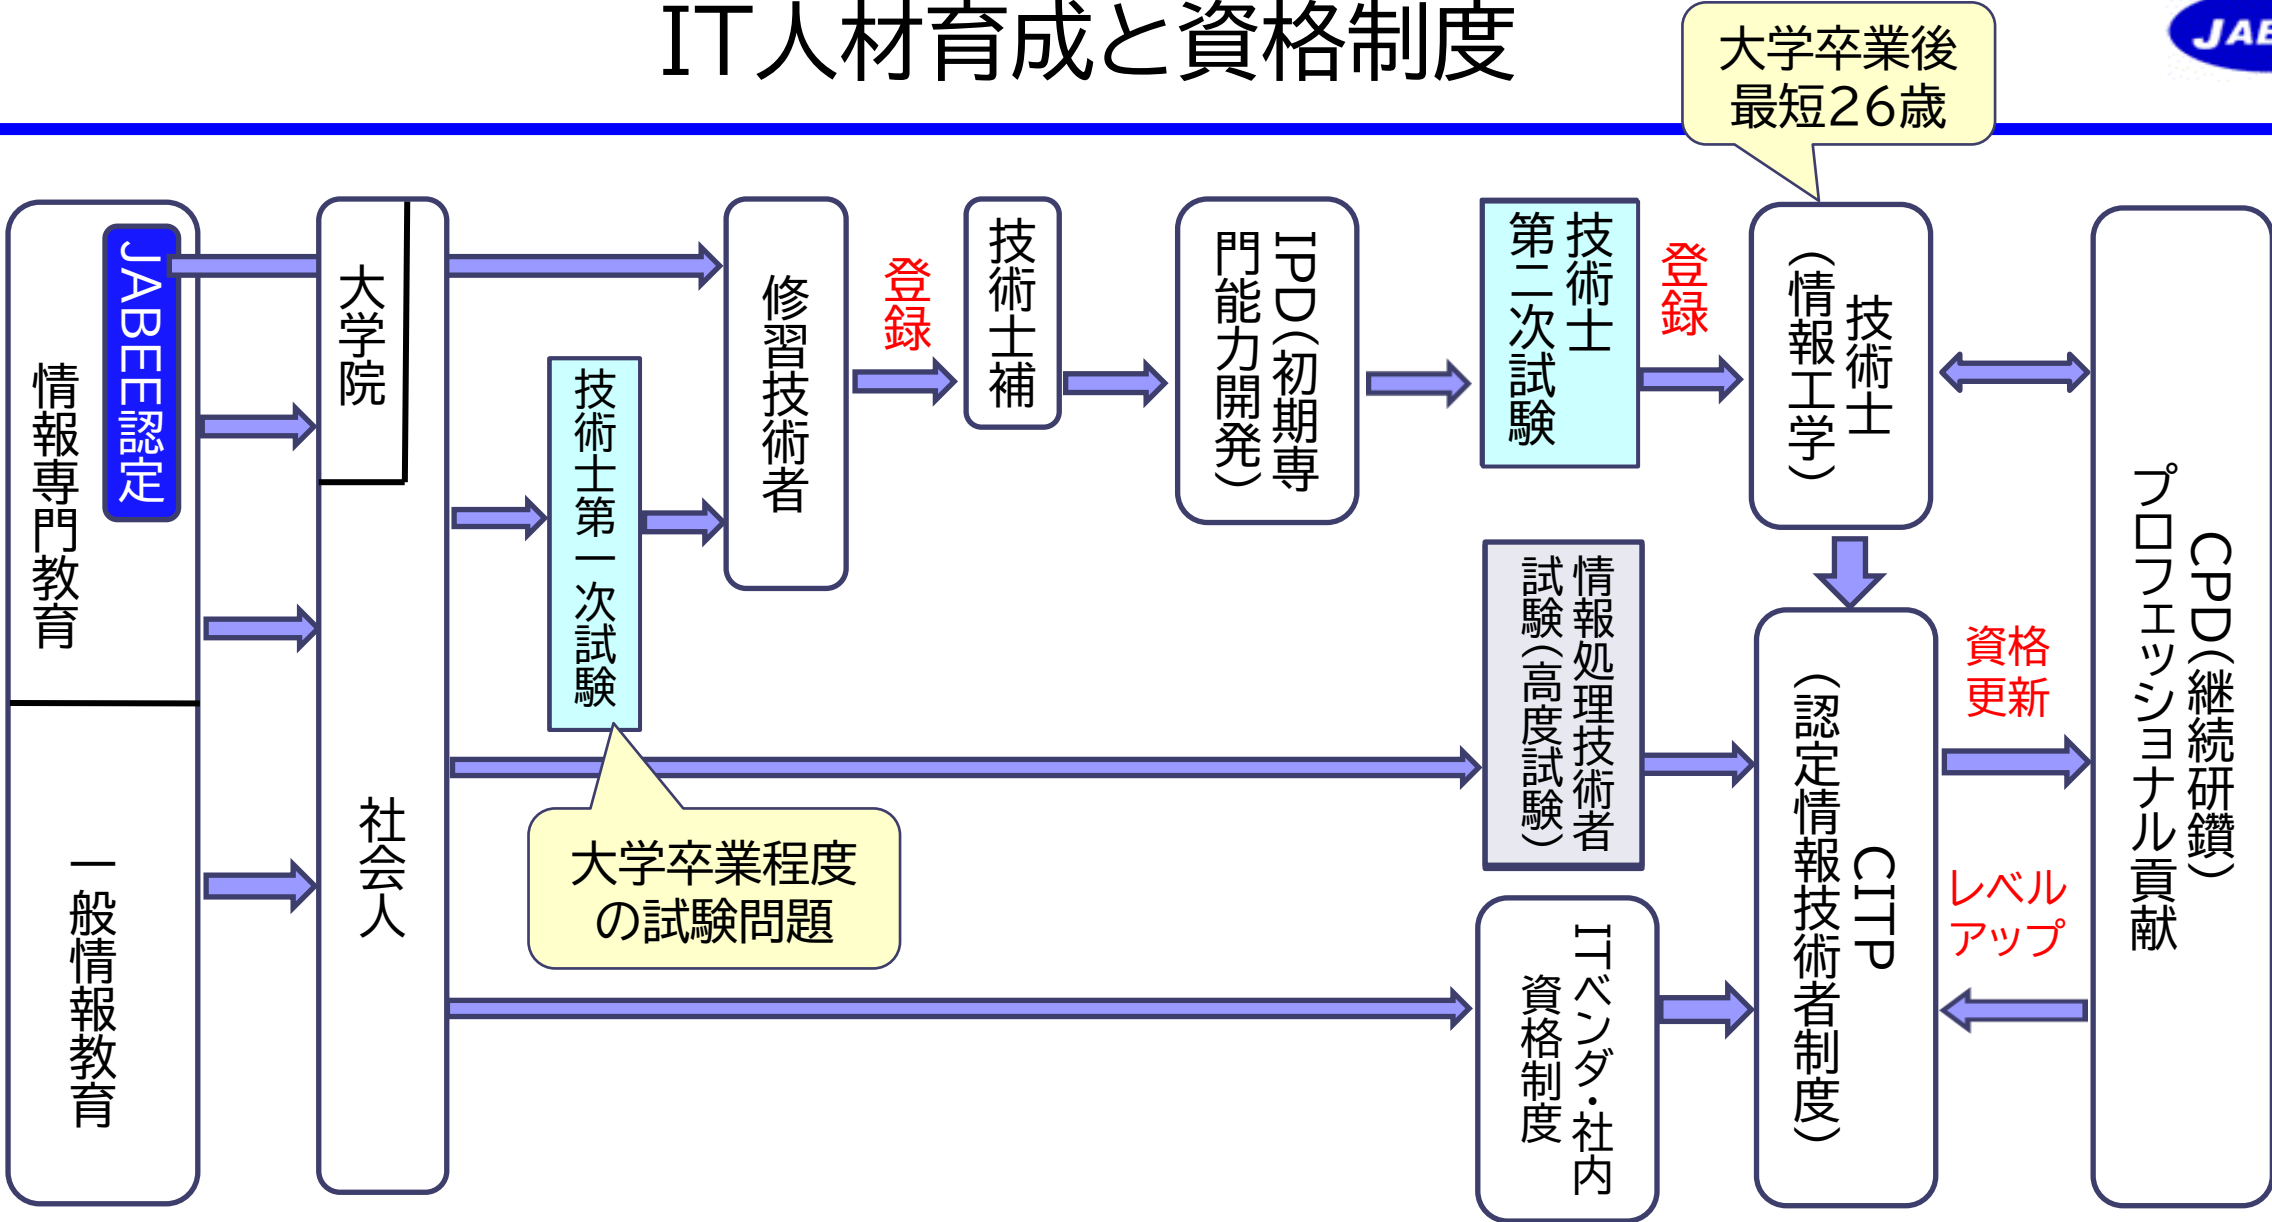 IT人材育成と資格制度
JABE
大学卒業後
最短26歳
情報専門教育
JABEE認定
一般情報教育
大学院
社会人
技術士第一次試験
大学卒業程度
の試験問題
修習技術者
登録
技術士補
IPD(初期専
門能力開発)
技術士
第二次試験
登録
技術士
(情報工学)
情報処理技術者
試験(高度試験)
ITベンダ・社内
資格制度
CITP
(認定情報技術者制度)
資格
更新
レベル
アップ
CPD(継続研鑽)
プロフェッショナル貢献